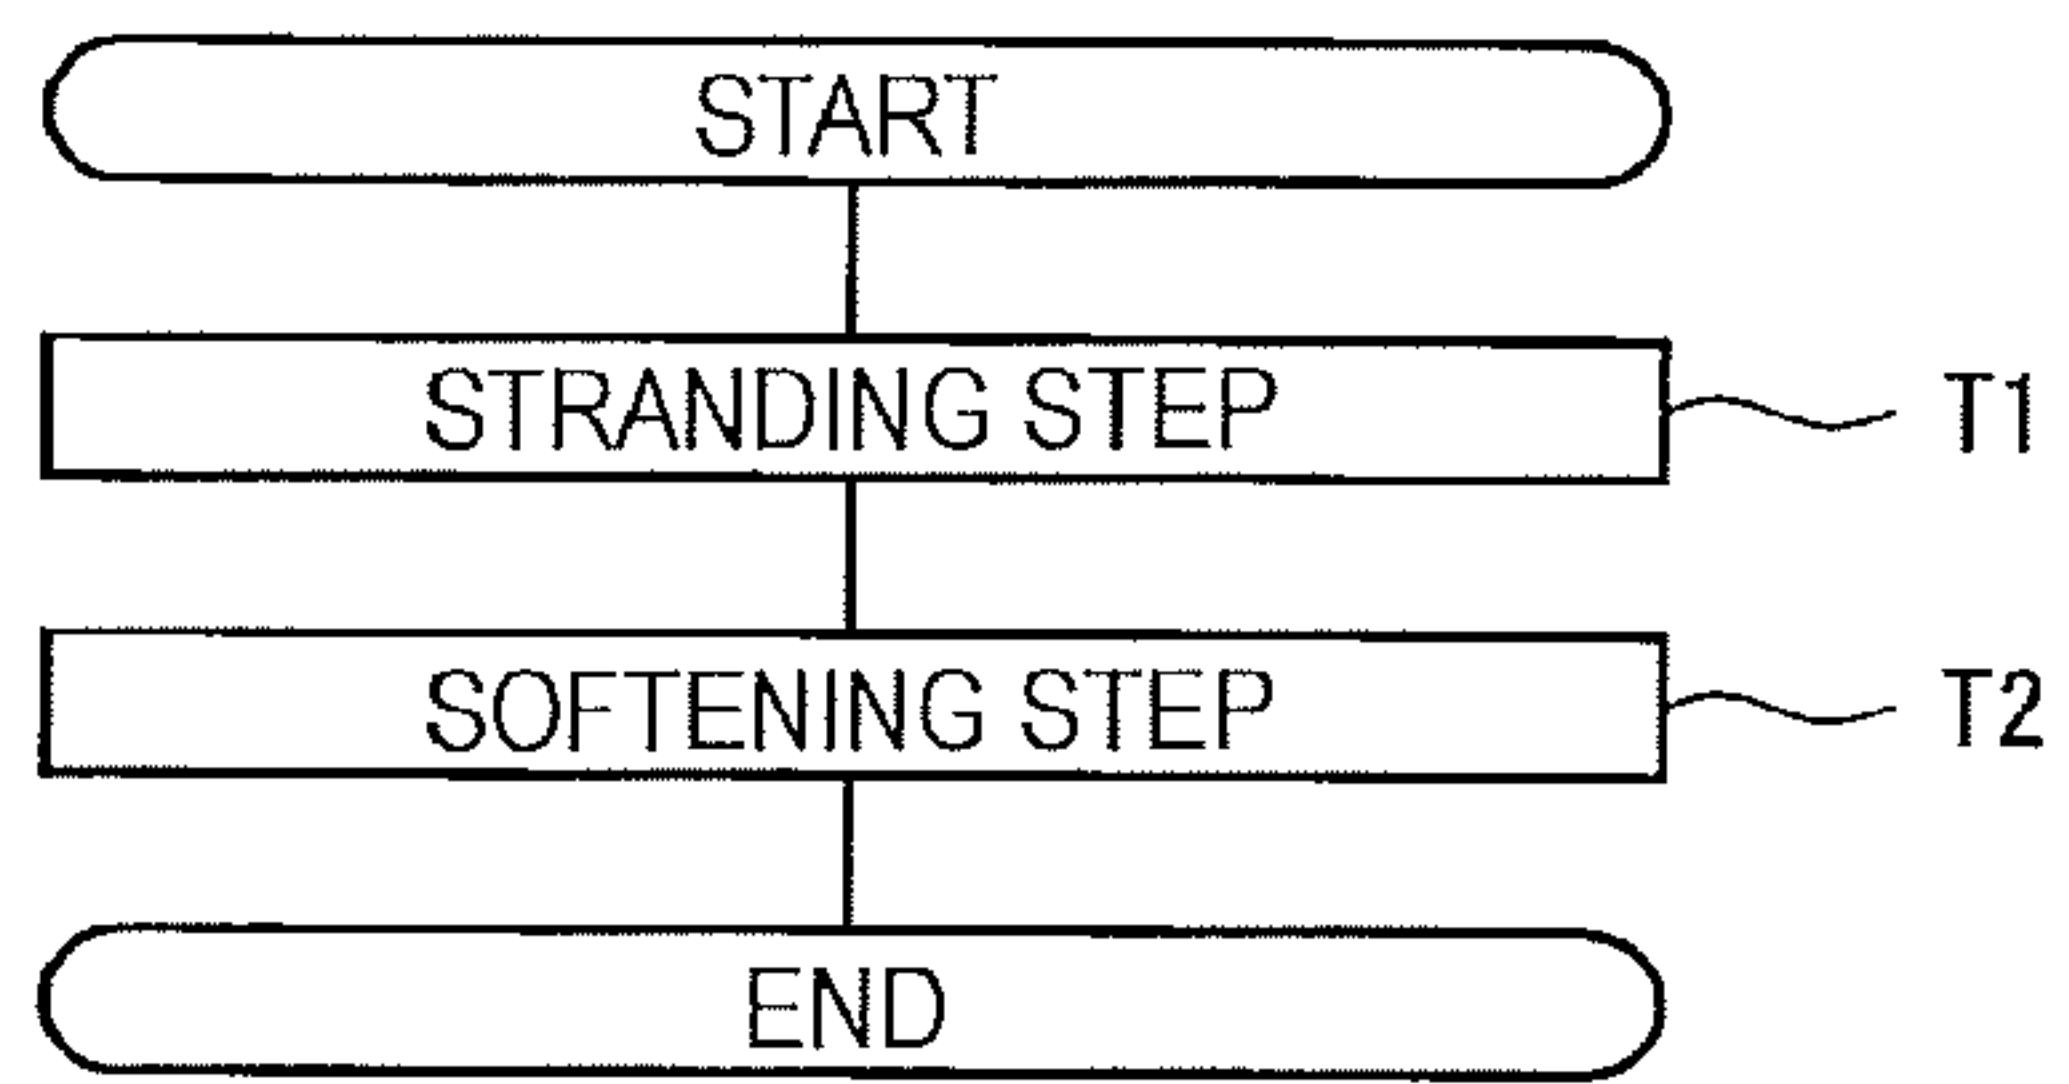 START
STRANDING STEP
T1
SOFTENING STEP
T2
END